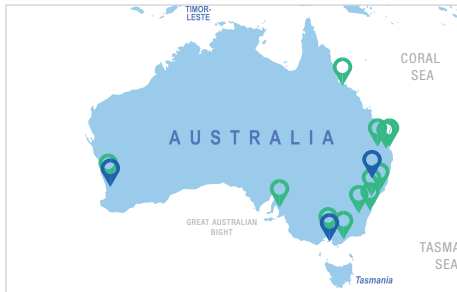 TIMOR-
LESTE
CORAL
SEA
AUSTRALIA
GREAT AUSTRALIAN
BIGHT
TASMA
SEA
Tasmania